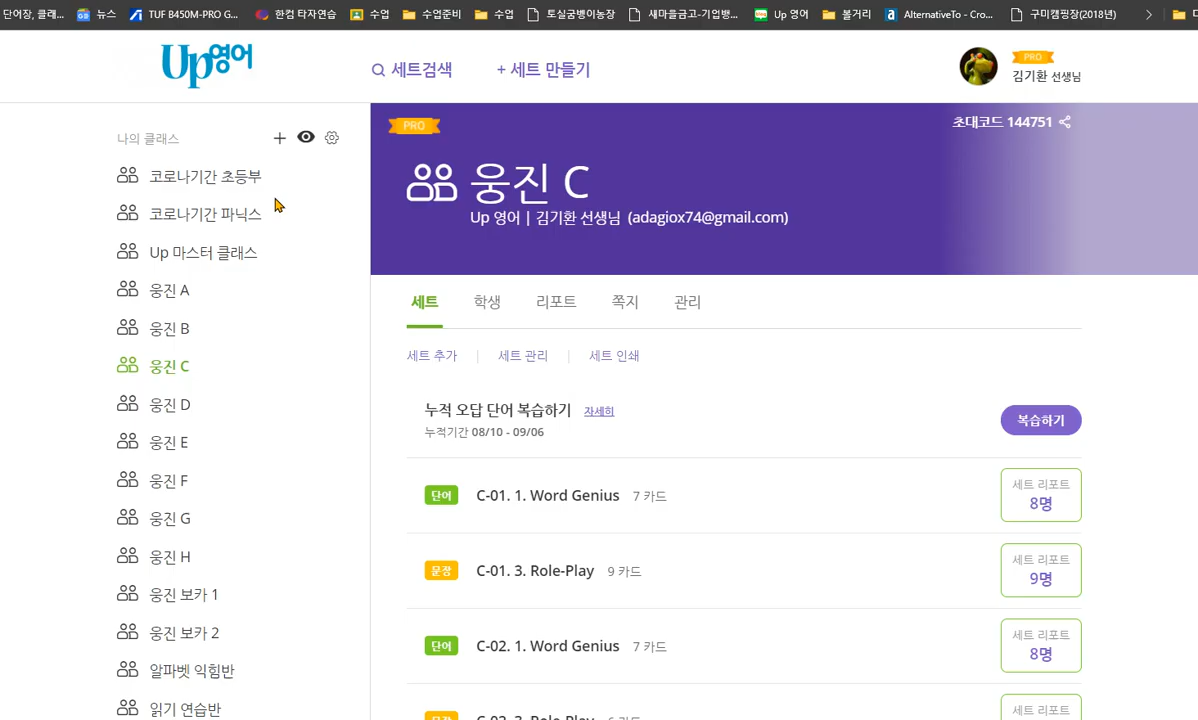 단어장, 클래...
뉴스
TUF B450M-PRO G...
한컴 타자연습
수업
수업준비
수업
토실굼벵이농장
새마을금고-기업뱅...
Up 영어
볼거리
AlternativeTo - Cro...
구미캠핑장(2018년)
Up영어
세트검색
+ 세트 만들기
PRO
김기환 선생님
나의 클래스
코로나기간 초등부
코로나기간 파닉스
Up 마스터 클래스
웅진 A
웅진 B
웅진 C
웅진 D
웅진 E
웅진 F
웅진 G
웅진 H
웅진 보카 1
웅진 보카 2
알파벳 익힘반
읽기 연습반
PRO
초대코드 144751
웅진 C
Up 영어 | 김기환 선생님 (adagiox74@gmail.com)
세트 학생 리포트 쪽지 관리
세트 추가 | 세트 관리 | 세트 인쇄
누적 오답 단어 복습하기 자세히
누적기간 08/10 - 09/06
복습하기
단어 C-01. 1. Word Genius 7 카드
세트 리포트
8명
문장 C-01. 3. Role-Play 9 카드
세트 리포트
9명
단어 C-02. 1. Word Genius 7 카드
세트 리포트
8명
C-02. 3. Role-Play
세트 리포트